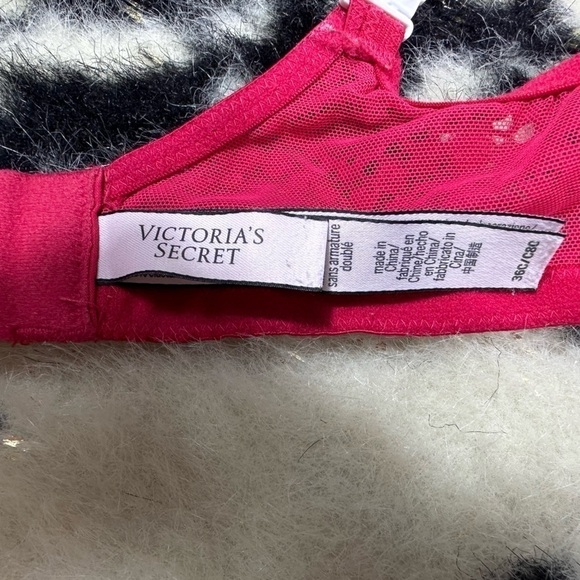 VICTORIA'S
SECRET
sans armature
doublé
made in
China/
fabriqué en
Chine/hecho
en China/
fabricado in
Cina/
中国制造
36C/C80